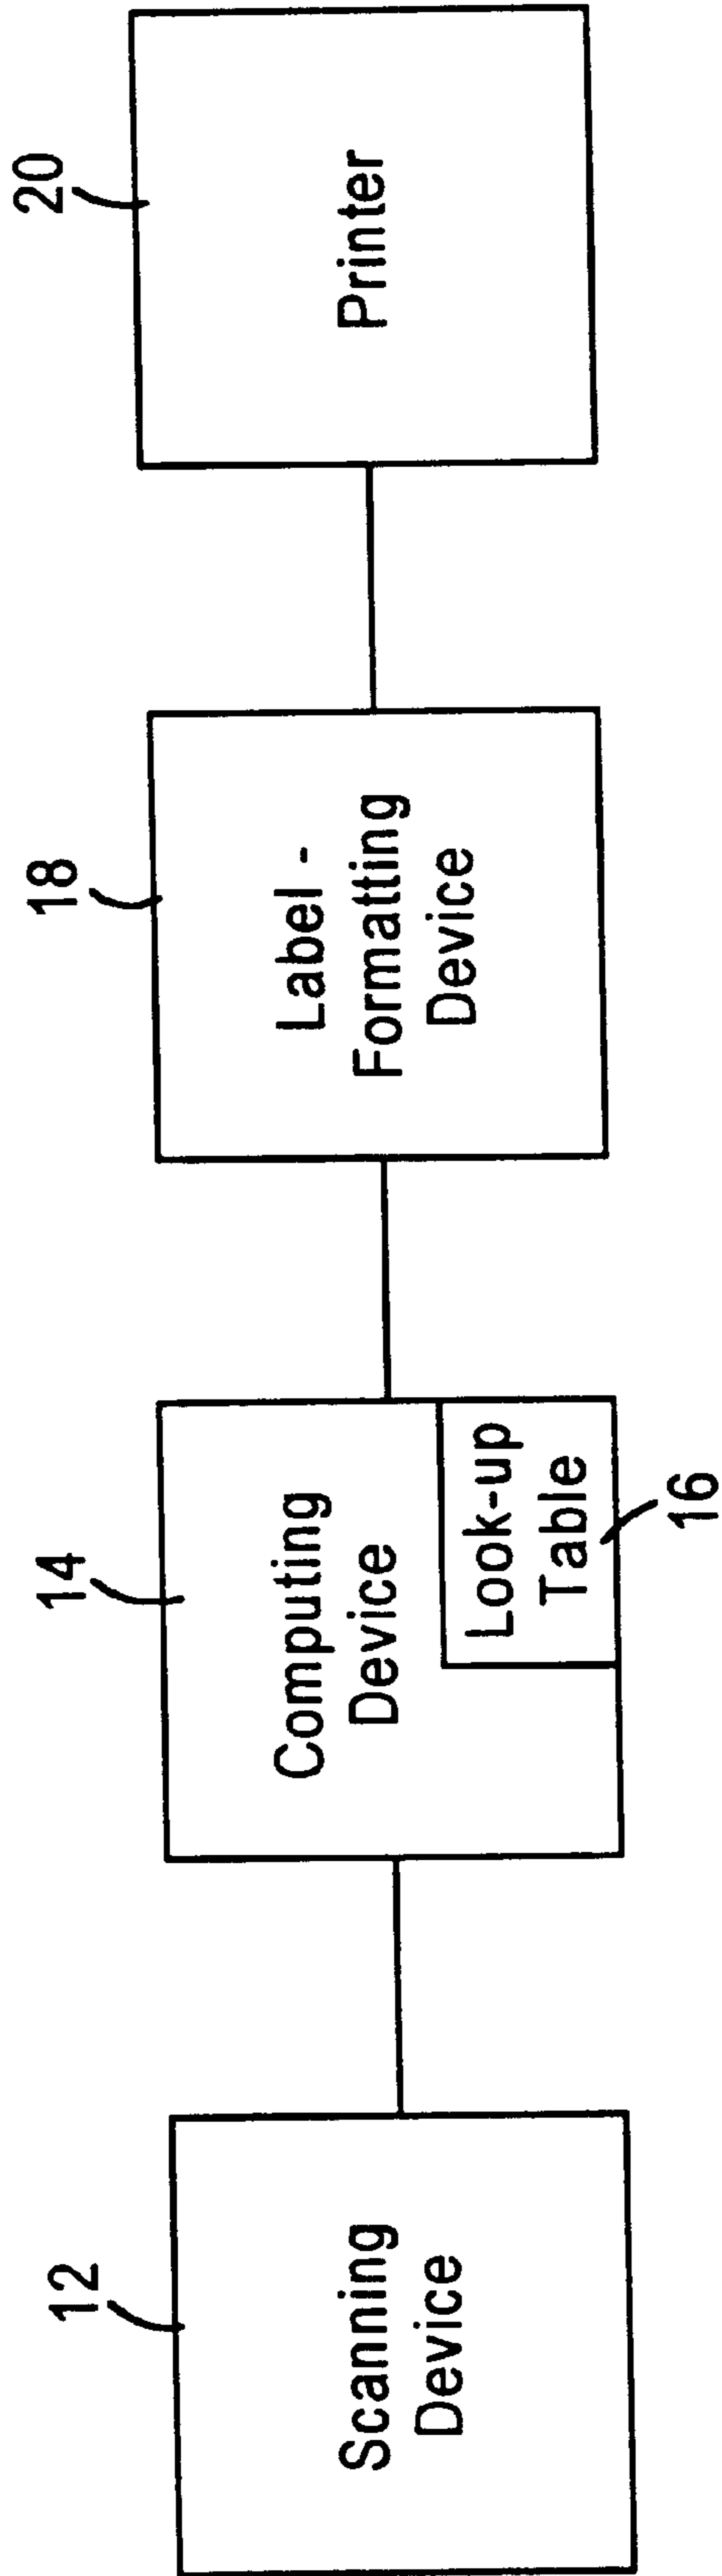 12
Scanning
Device
14
Computing
Device
Look-up
Table
16
18
Label -
Formatting
Device
20
Printer